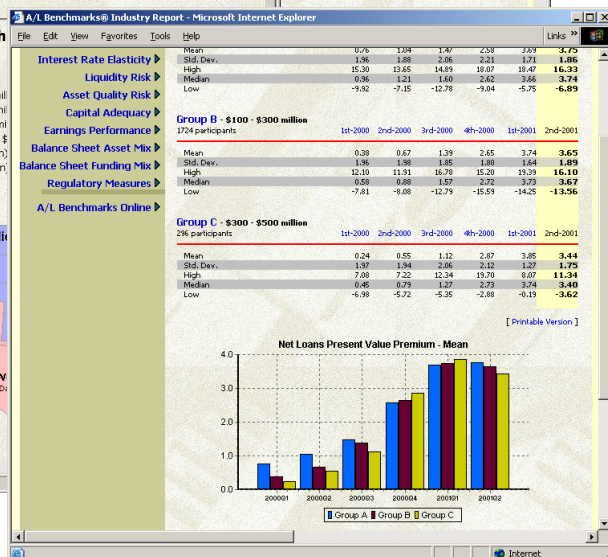 A/L Benchmarks® Industry Report - Microsoft Internet Explorer
File Edit View Favorites Tools Help Links »
Interest Rate Elasticity
Liquidity Risk
Asset Quality Risk
Capital Adequacy
Earnings Performance
Balance Sheet Asset Mix
Balance Sheet Funding Mix
Regulatory Measures
A/L Benchmarks Online
Mean 0.76 1.04 1.47 2.58 3.69 3.75
Std. Dev. 1.96 1.88 2.06 2.21 1.71 1.86
High 15.30 13.65 14.89 18.07 18.47 16.33
Median 0.96 1.21 1.60 2.62 3.66 3.74
Low -9.92 -7.15 -12.78 -9.04 -5.75 -6.89
Group B - $100 - $300 million
1724 participants 1st-2000 2nd-2000 3rd-2000 4th-2000 1st-2001 2nd-2001
Mean 0.38 0.67 1.39 2.65 3.74 3.65
Std. Dev. 1.96 1.98 1.85 1.80 1.64 1.89
High 12.10 11.91 16.78 15.20 19.39 16.10
Median 0.58 0.88 1.57 2.72 3.73 3.67
Low -7.81 -8.08 -12.79 -15.59 -14.25 -13.56
Group C - $300 - $500 million
296 participants 1st-2000 2nd-2000 3rd-2000 4th-2000 1st-2001 2nd-2001
Mean 0.24 0.55 1.12 2.87 3.85 3.44
Std. Dev. 1.97 1.94 2.06 2.12 1.27 1.75
High 7.08 7.22 12.34 19.70 8.07 11.34
Median 0.45 0.79 1.27 2.73 3.74 3.40
Low -6.98 -5.72 -5.35 -2.88 -0.19 -3.62
[ Printable Version ]
Net Loans Present Value Premium - Mean
4.0
3.0
2.0
1.0
0.0
2000Q1 2000Q2 2000Q3 2000Q4 2001Q1 2001Q2
Group A Group B Group C
Internet